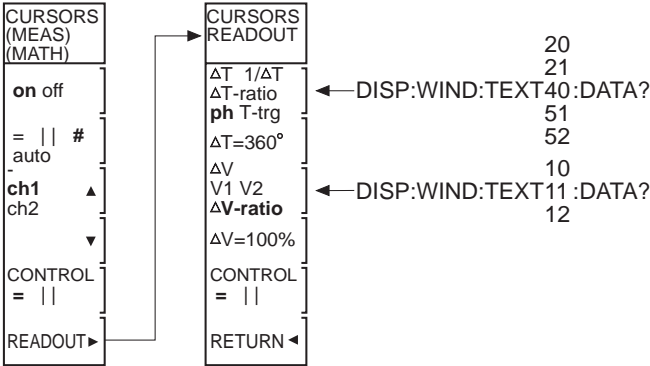 CURSORS
(MEAS)
(MATH)
on off
= || #
auto
-
ch1 ▲
ch2
▼
CONTROL
= ||
READOUT►
CURSORS
READOUT
ΔT 1/ΔT
ΔT-ratio
ph T-trg
ΔT=360°
ΔV
V1 V2
ΔV-ratio
ΔV=100%
CONTROL
= ||
RETURN◄
20
21
DISP:WIND:TEXT40:DATA?
51
52
10
DISP:WIND:TEXT11:DATA?
12